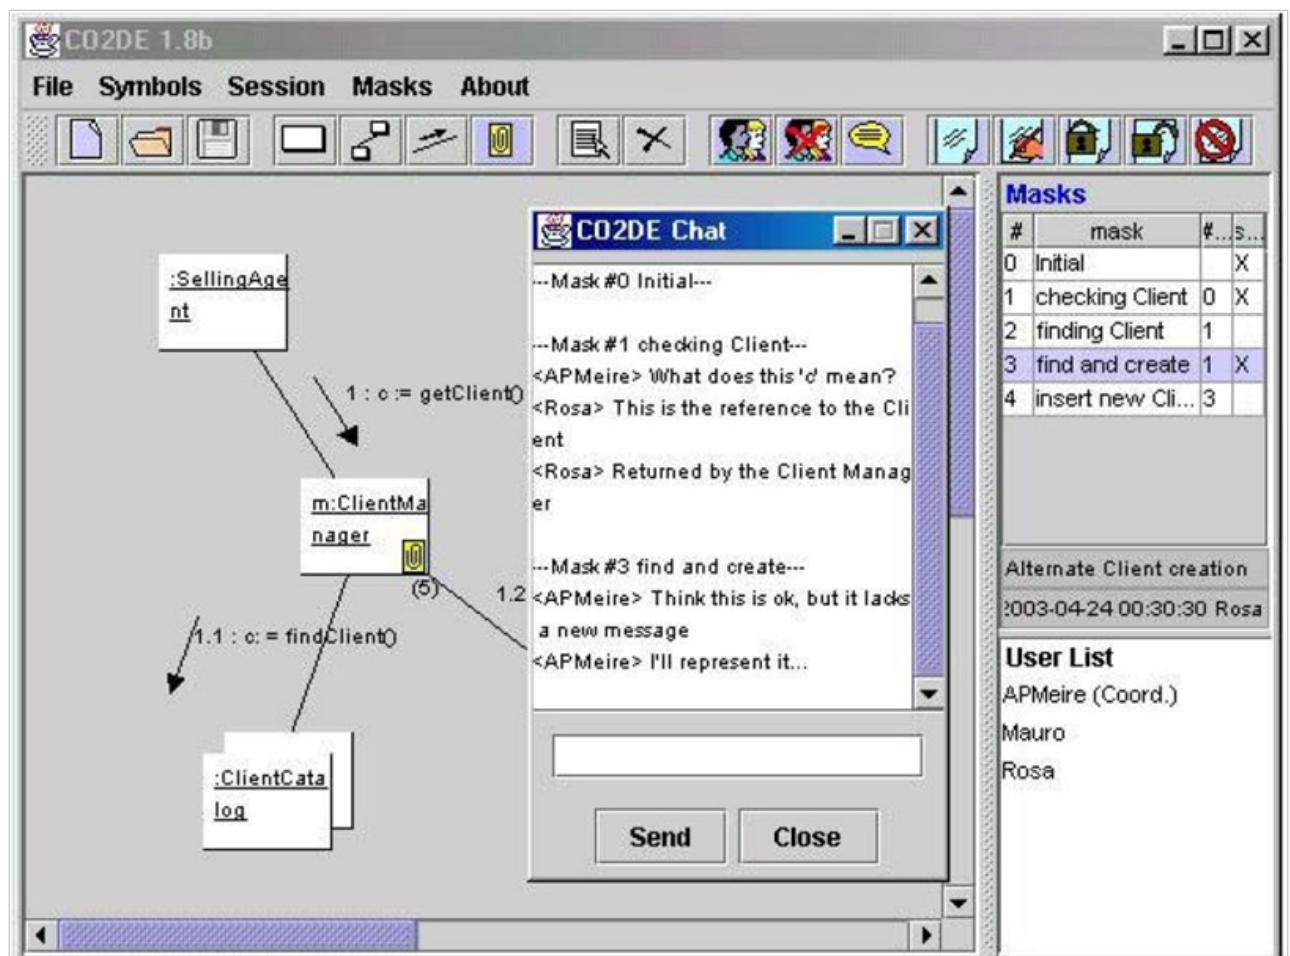 CO2DE 1.8b
File Symbols Session Masks About
:SellingAge
nt
1 : c := getClient()
m:ClientMa
nager
(5)
1.2
1.1 : c: = findClient()
:ClientCata
log
CO2DE Chat
---Mask #0 Initial---
---Mask #1 checking Client---
<APMeire> What does this 'c' mean?
<Rosa> This is the reference to the Cli
ent
<Rosa> Returned by the Client Manag
er
---Mask #3 find and create---
<APMeire> Think this is ok, but it lacks
a new message
<APMeire> I'll represent it...
Send Close
Masks
# mask #... s...
0 Initial X
1 checking Client 0 X
2 finding Client 1
3 find and create 1 X
4 insert new Cli... 3
Alternate Client creation
2003-04-24 00:30:30 Rosa
User List
APMeire (Coord.)
Mauro
Rosa